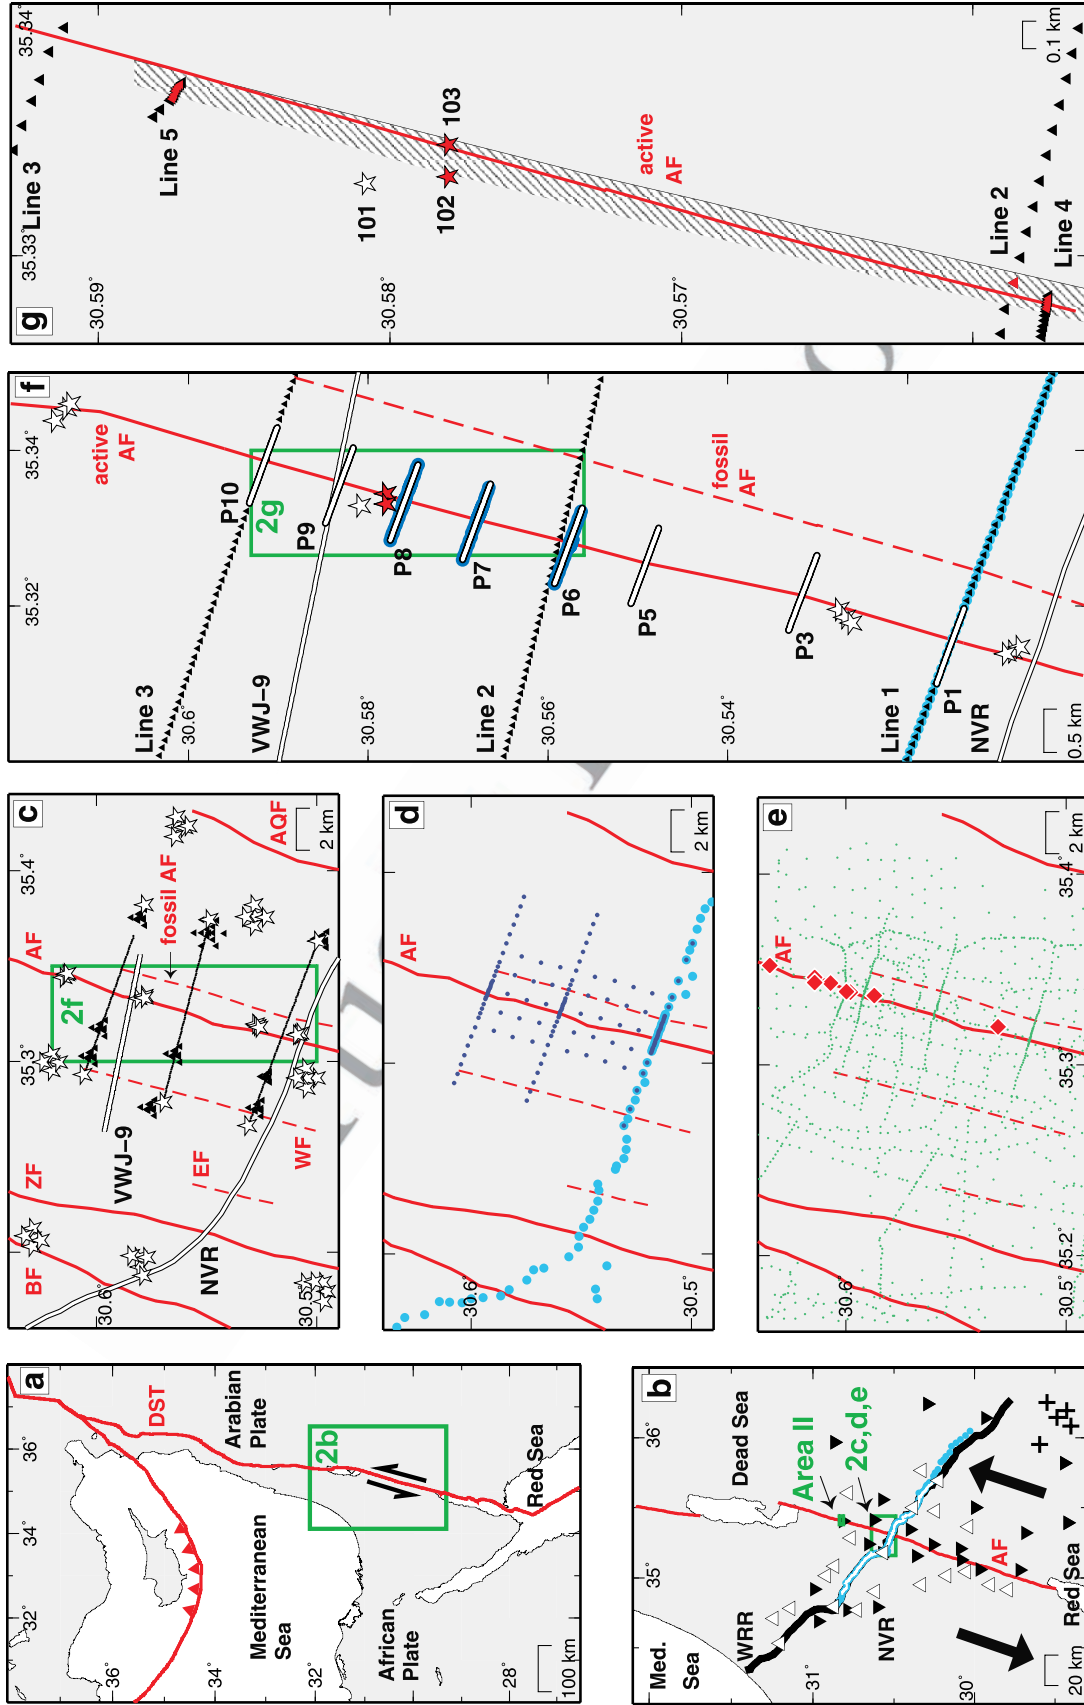 a
32°
34°
36°
36°
34°
32°
28°
DST
Arabian
Plate
Mediterranean
Sea
African
Plate
2b
Red Sea
100 km
b
35°
36°
31°
30°
Med.
Sea
Dead Sea
Area II
2c,d,e
WRR
NVR
AF
Red Sea
20 km
c
BF
ZF
AF
35.3°
35.4°
30.6°
30.5°
2f
fossil AF
VWJ–9
EF
NVR
WF
AQF
2 km
d
AF
30.6°
30.5°
2 km
e
AF
30.6°
30.5°
35.2°
35.3°
35.4°
2 km
f
35.32°
35.34°
30.6°
30.58°
30.56°
30.54°
active
AF
Line 3
P10
2g
VWJ–9
P9
P8
P7
Line 2
P6
P5
fossil
AF
P3
Line 1
P1
NVR
0.5 km
g
35.33°
35.34°
Line 3
30.59°
Line 5
101
102
103
30.58°
active
AF
30.57°
Line 2
Line 4
0.1 km